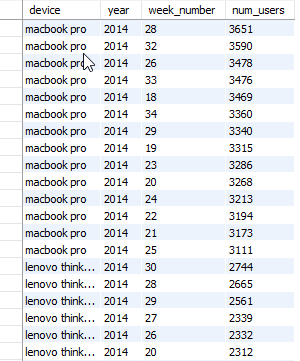 device year week_number num_users
macbook pro 2014 28 3651
macbook pro 2014 32 3590
macbook pro 2014 26 3478
macbook pro 2014 33 3476
macbook pro 2014 18 3469
macbook pro 2014 34 3360
macbook pro 2014 29 3340
macbook pro 2014 19 3315
macbook pro 2014 23 3286
macbook pro 2014 20 3268
macbook pro 2014 24 3213
macbook pro 2014 22 3194
macbook pro 2014 21 3173
macbook pro 2014 25 3111
lenovo think... 2014 30 2744
lenovo think... 2014 28 2665
lenovo think... 2014 29 2561
lenovo think... 2014 27 2339
lenovo think... 2014 26 2332
lenovo think... 2014 20 2312